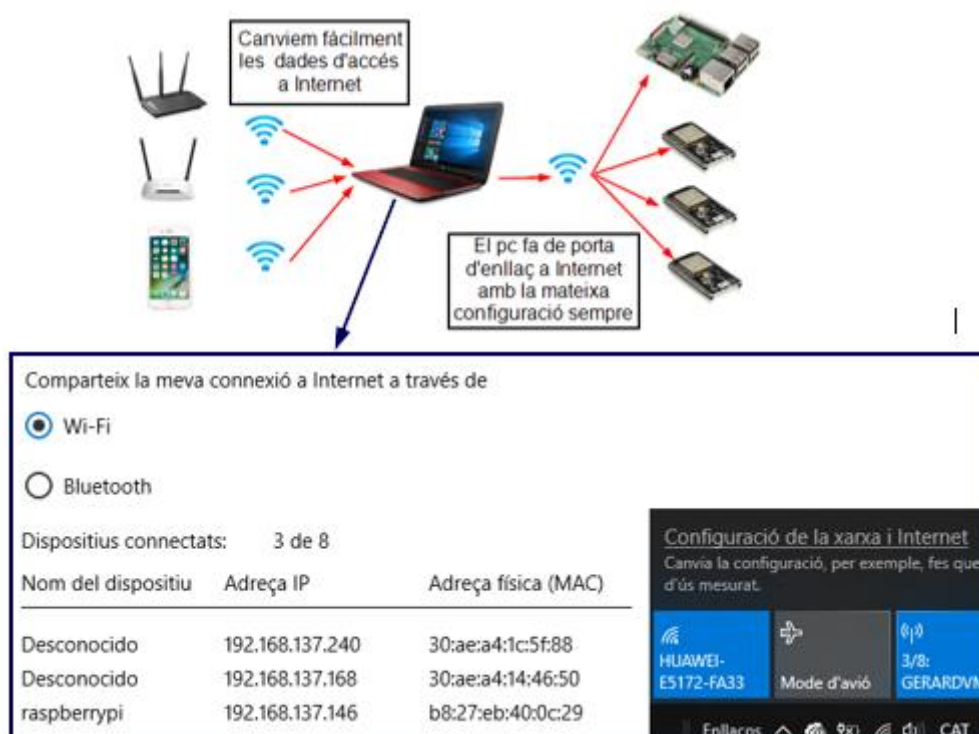 Canviem fàcilment
les dades d'accés
a Internet
El pc fa de porta
d'enllaç a Internet
amb la mateixa
configuració sempre
Comparteix la meva connexió a Internet a través de
Wi-Fi
Bluetooth
Dispositius connectats: 3 de 8
Nom del dispositiu Adreça IP Adreça física (MAC)
Desconocido 192.168.137.240 30:ae:a4:1c:5f:88
Desconocido 192.168.137.168 30:ae:a4:14:46:50
raspberrypi 192.168.137.146 b8:27:eb:40:0c:29
Configuració de la xarxa i Internet
Canvia la configuració, per exemple, fes que
d'ús mesurat.
HUAWEI-
E5172-FA33
Mode d'avió
3/8:
GERARDVM
Enllaços CAT